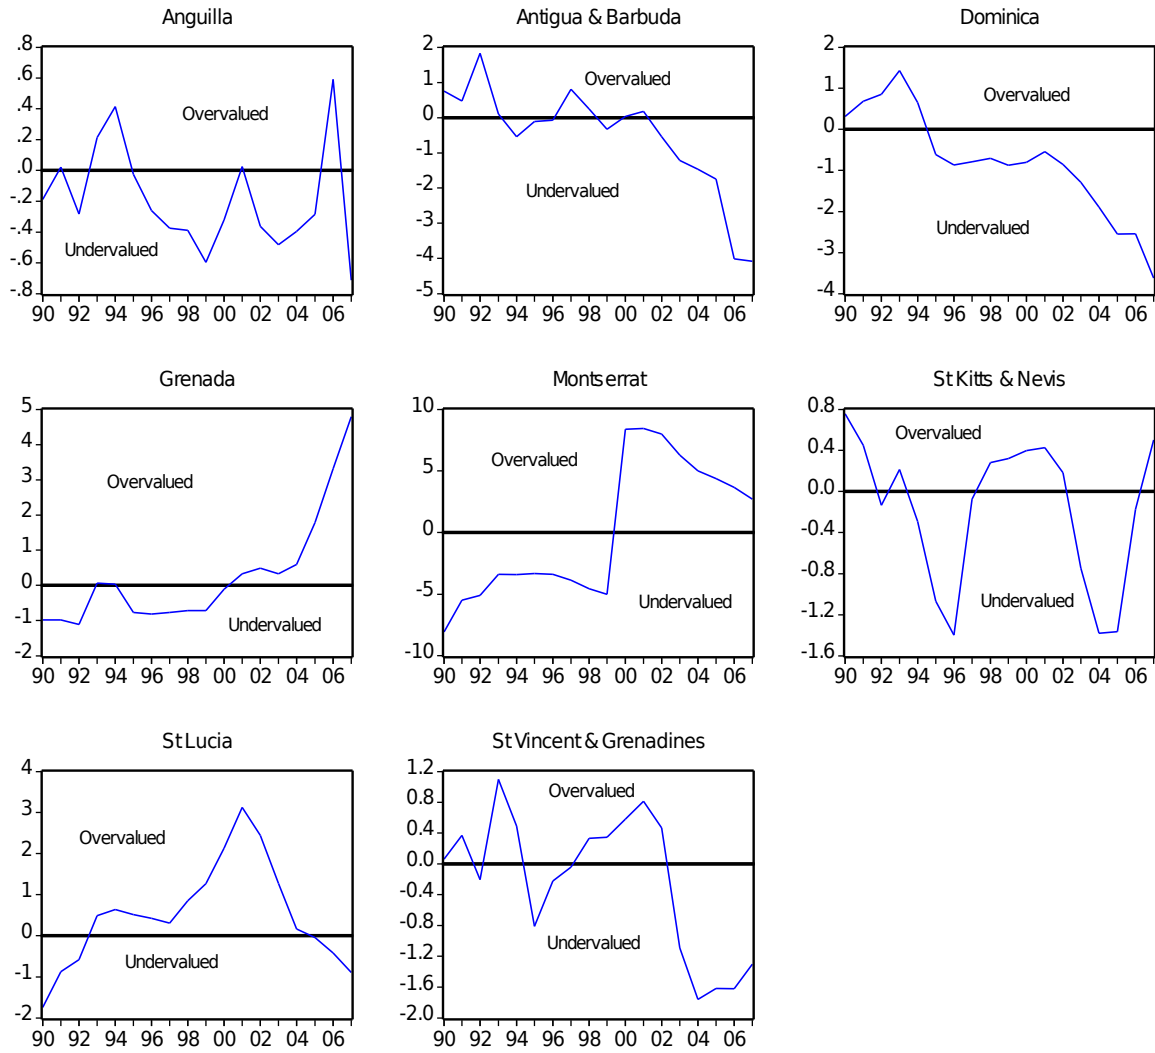 Anguilla
.8
.6
.4
.2
.0
-.2
-.4
-.6
-.8
Overvalued
Undervalued
90 92 94 96 98 00 02 04 06
Antigua & Barbuda
2
1
0
-1
-2
-3
-4
-5
Overvalued
Undervalued
90 92 94 96 98 00 02 04 06
Dominica
2
1
0
-1
-2
-3
-4
Overvalued
Undervalued
90 92 94 96 98 00 02 04 06
Grenada
5
4
3
2
1
0
-1
-2
Overvalued
Undervalued
90 92 94 96 98 00 02 04 06
Montserrat
10
5
0
-5
-10
Overvalued
Undervalued
90 92 94 96 98 00 02 04 06
St Kitts & Nevis
0.8
0.4
0.0
-0.4
-0.8
-1.2
-1.6
Overvalued
Undervalued
90 92 94 96 98 00 02 04 06
St Lucia
4
3
2
1
0
-1
-2
Overvalued
Undervalued
90 92 94 96 98 00 02 04 06
St Vincent & Grenadines
1.2
0.8
0.4
0.0
-0.4
-0.8
-1.2
-1.6
-2.0
Overvalued
Undervalued
90 92 94 96 98 00 02 04 06